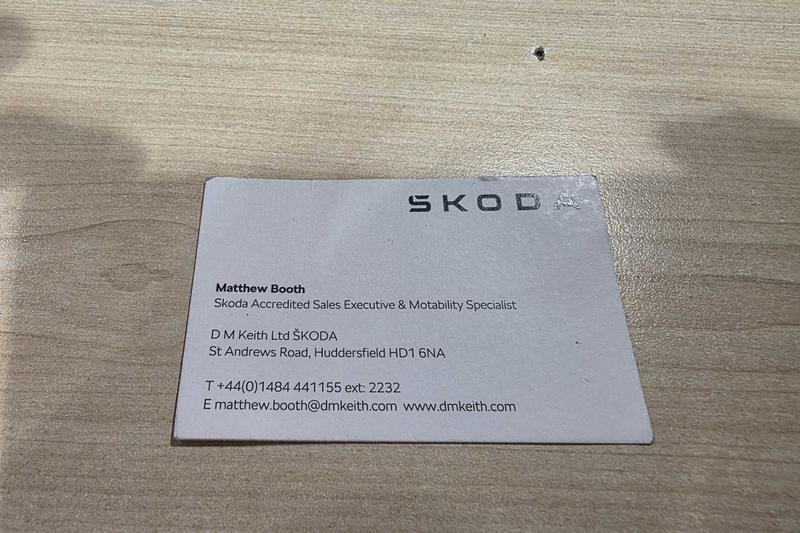 ŠKODA
Matthew Booth
Skoda Accredited Sales Executive & Motability Specialist
D M Keith Ltd ŠKODA
St Andrews Road, Huddersfield HD1 6NA
T +44(0)1484 441155 ext: 2232
E matthew.booth@dmkeith.com www.dmkeith.com